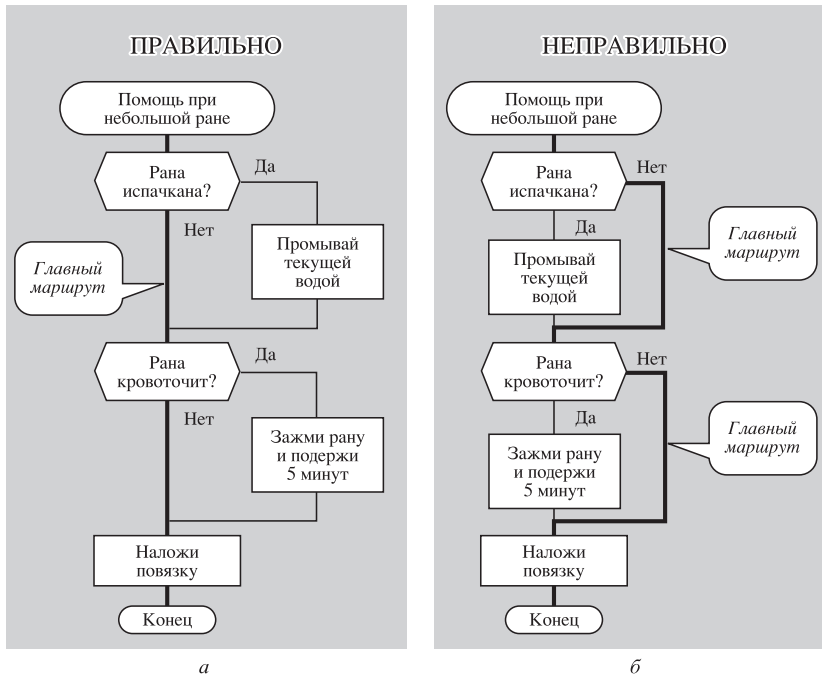 ПРАВИЛЬНО
Помощь при
небольшой ране
Рана
испачкана?
Да
Нет
Промывай
текущей
водой
Главный
маршрут
Рана
кровоточит?
Да
Нет
Зажми рану
и подержи
5 минут
Наложи
повязку
Конец
а
НЕПРАВИЛЬНО
Помощь при
небольшой ране
Рана
испачкана?
Нет
Да
Главный
маршрут
Промывай
текущей
водой
Рана
кровоточит?
Нет
Да
Главный
маршрут
Зажми рану
и подержи
5 минут
Наложи
повязку
Конец
б